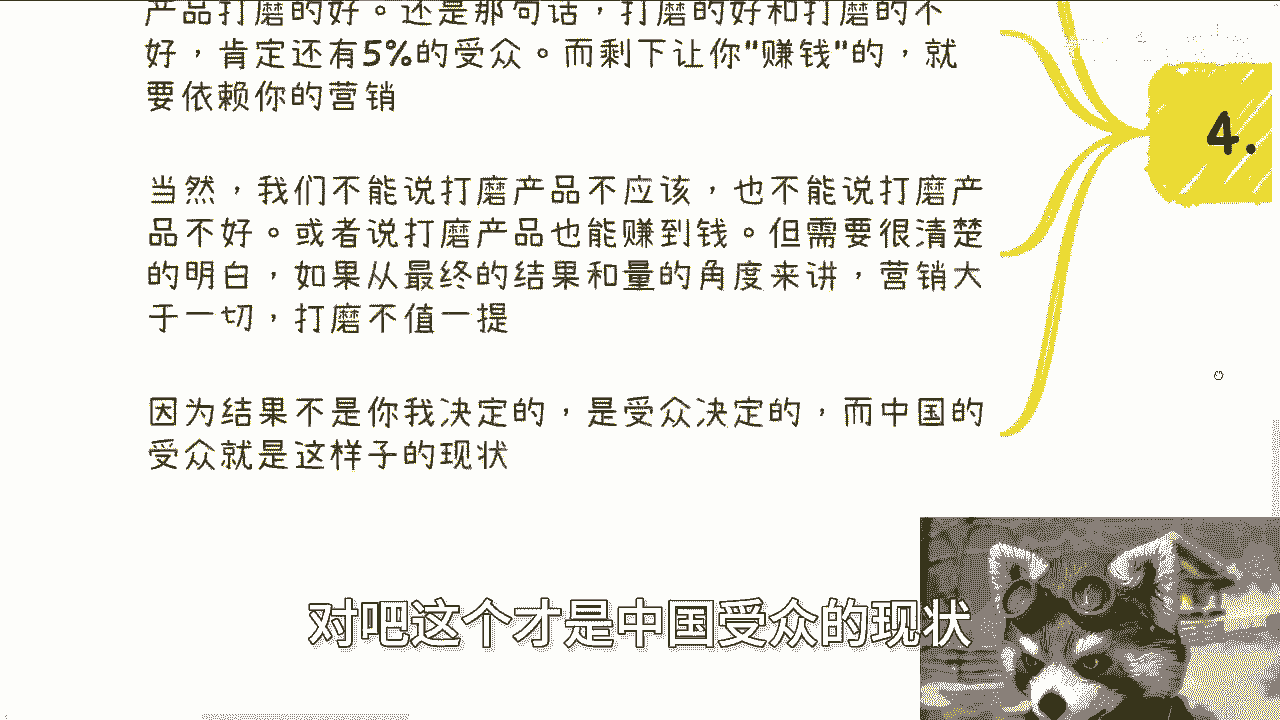 产品打磨的好。还是那句话，打磨的好和打磨的不
好，肯定还有5%的受众。而剩下让你"赚钱"的，就
要依赖你的营销
4.
当然，我们不能说打磨产品不应该，也不能说打磨产
品不好。或者说打磨产品也能赚到钱。但需要很清楚
的明白，如果从最终的结果和量的角度来讲，营销大
于一切，打磨不值一提
因为结果不是你我决定的，是受众决定的，而中国的
受众就是这样子的现状
对吧这个才是中国受众的现状